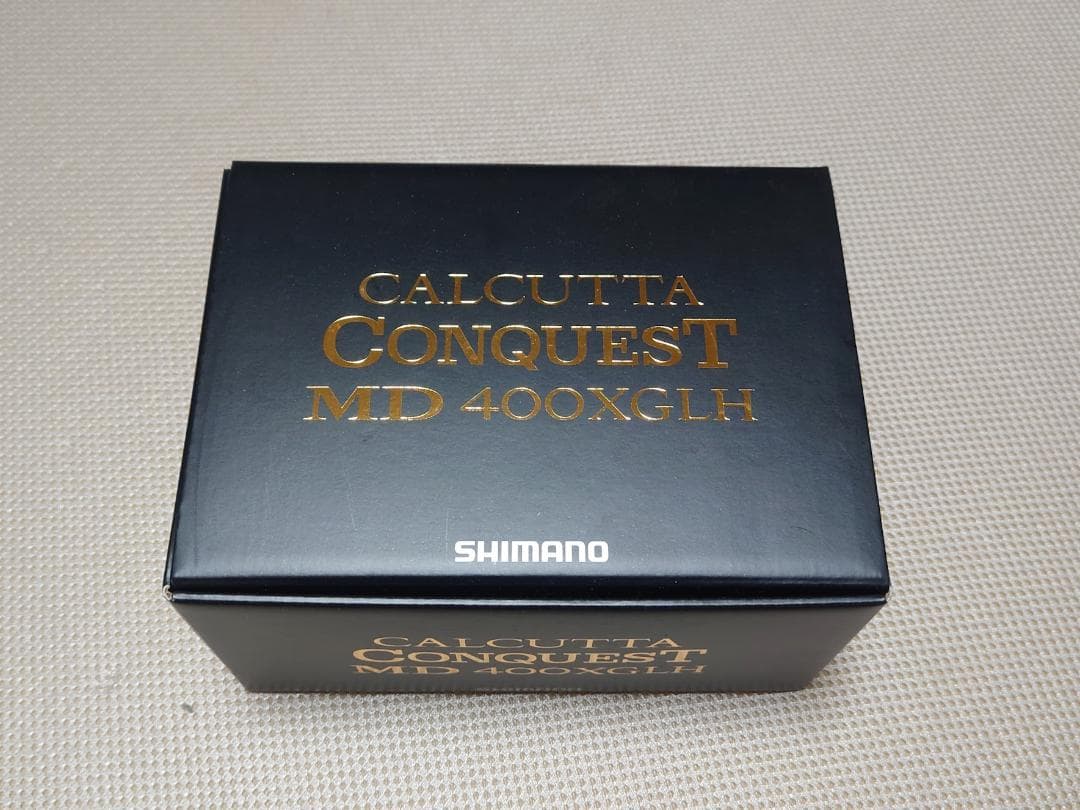 CALCUTTA
CONQUEST
MD 400XGLH
SHIMANO
CALCUTTA
CONQUEST
MD 400XGLH